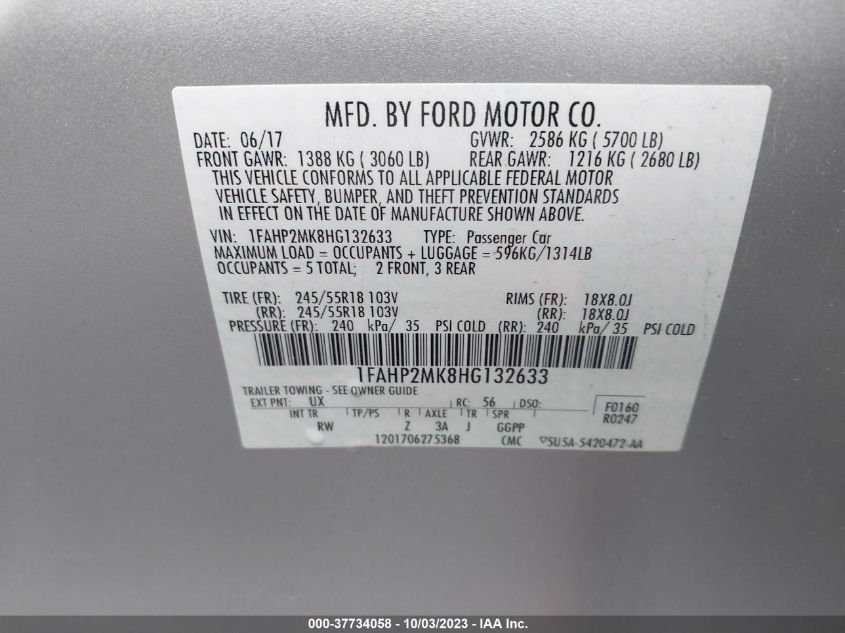 MFD. BY FORD MOTOR CO.
DATE: 06/17 GVWR: 2586 KG ( 5700 LB)
FRONT GAWR: 1388 KG ( 3060 LB) REAR GAWR: 1216 KG ( 2680 LB)
THIS VEHICLE CONFORMS TO ALL APPLICABLE FEDERAL MOTOR
VEHICLE SAFETY, BUMPER, AND THEFT PREVENTION STANDARDS
IN EFFECT ON THE DATE OF MANUFACTURE SHOWN ABOVE.
VIN: 1FAHP2MK8HG132633 TYPE: Passenger Car
MAXIMUM LOAD = OCCUPANTS + LUGGAGE = 596KG/1314LB
OCCUPANTS = 5 TOTAL; 2 FRONT, 3 REAR
TIRE (FR): 245/55R18 103V RIMS (FR): 18X8.0J
(RR): 245/55R18 103V (RR): 18X8.0J
PRESSURE (FR): 240 kPa/ 35 PSI COLD (RR): 240 kPa/ 35 PSI COLD
1FAHP2MK8HG132633
TRAILER TOWING - SEE OWNER GUIDE
EXT PNT: UX RC: 56 DSO: F0160
INT TR TP/PS R AXLE TR SPR R0247
RW Z 3A J GGPP
1201706275368 CMC ▽5U5A-5420472-AA
000-37734058 - 10/03/2023 - IAA Inc.